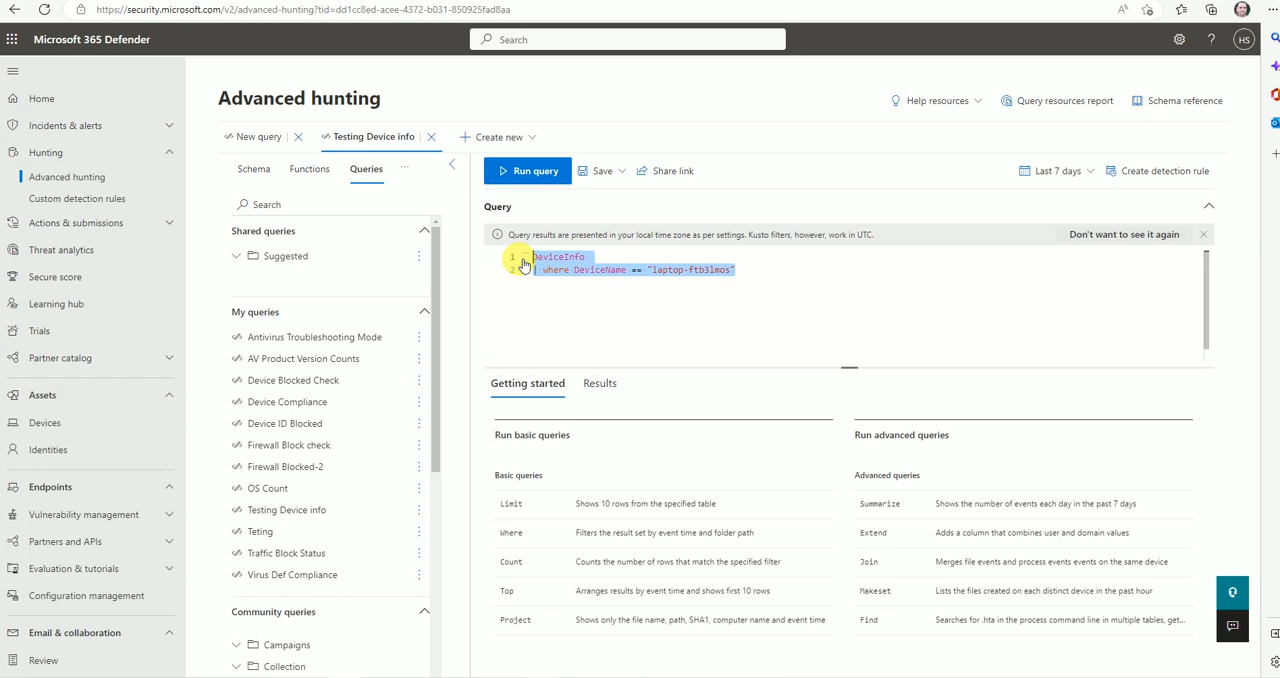 https://security.microsoft.com/v2/advanced-hunting?tid=dd1cc8ed-acee-4372-b031-850925fad8aa
Microsoft 365 Defender
Search
HS
Home
Incidents & alerts
Hunting
Advanced hunting
Custom detection rules
Actions & submissions
Threat analytics
Secure score
Learning hub
Trials
Partner catalog
Assets
Devices
Identities
Endpoints
Vulnerability management
Partners and APIs
Evaluation & tutorials
Configuration management
Email & collaboration
Review
Advanced hunting
Help resources
Query resources report
Schema reference
New query
Testing Device info
Create new
Schema
Functions
Queries
...
Search
Shared queries
Suggested
My queries
Antivirus Troubleshooting Mode
AV Product Version Counts
Device Blocked Check
Device Compliance
Device ID Blocked
Firewall Block check
Firewall Blocked-2
OS Count
Testing Device info
Teting
Traffic Block Status
Virus Def Compliance
Community queries
Campaigns
Collection
Run query
Save
Share link
Last 7 days
Create detection rule
Query
Query results are presented in your local time zone as per settings. Kusto filters, however, work in UTC.
Don't want to see it again
1 DeviceInfo
2 | where DeviceName == "laptop-ftb3lmos"
Getting started
Results
Run basic queries
Basic queries
Limit Shows 10 rows from the specified table
Where Filters the result set by event time and folder path
Count Counts the number of rows that match the specified filter
Top Arranges results by event time and shows first 10 rows
Project Shows only the file name, path, SHA1, computer name and event time
Run advanced queries
Advanced queries
Summarize Shows the number of events each day in the past 7 days
Extend Adds a column that combines user and domain values
Join Merges file events and process events events on the same device
Makeset Lists the files created on each distinct device in the past hour
Find Searches for .hta in the process command line in multiple tables, get...